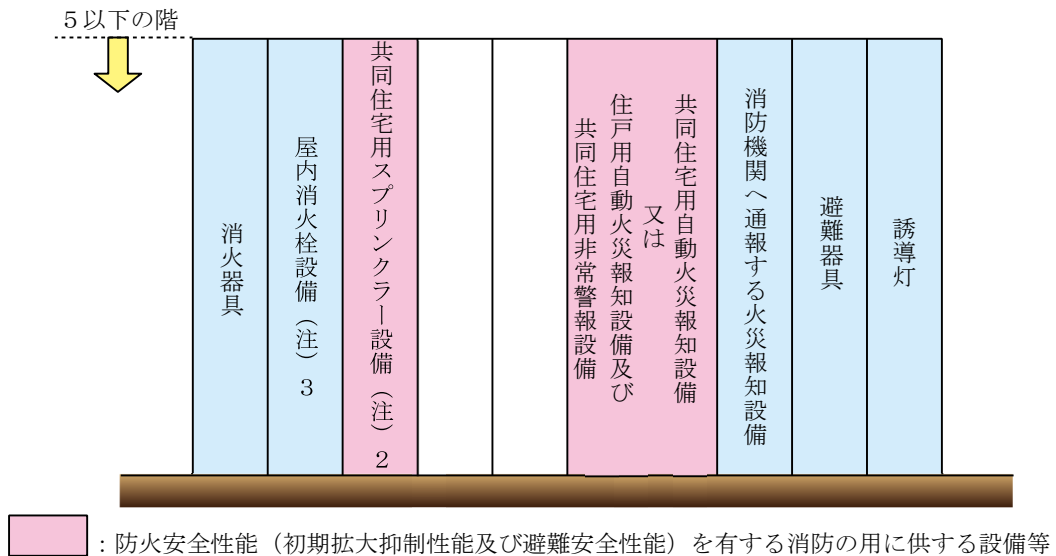 5以下の階
消火器具
屋内消火栓設備（注）3
共同住宅用スプリンクラー設備（注）2
共同住宅用自動火災報知設備
又は
住戸用自動火災報知設備及び
共同住宅用非常警報設備
消防機関へ通報する火災報知設備
避難器具
誘導灯
：防火安全性能（初期拡大抑制性能及び避難安全性能）を有する消防の用に供する設備等